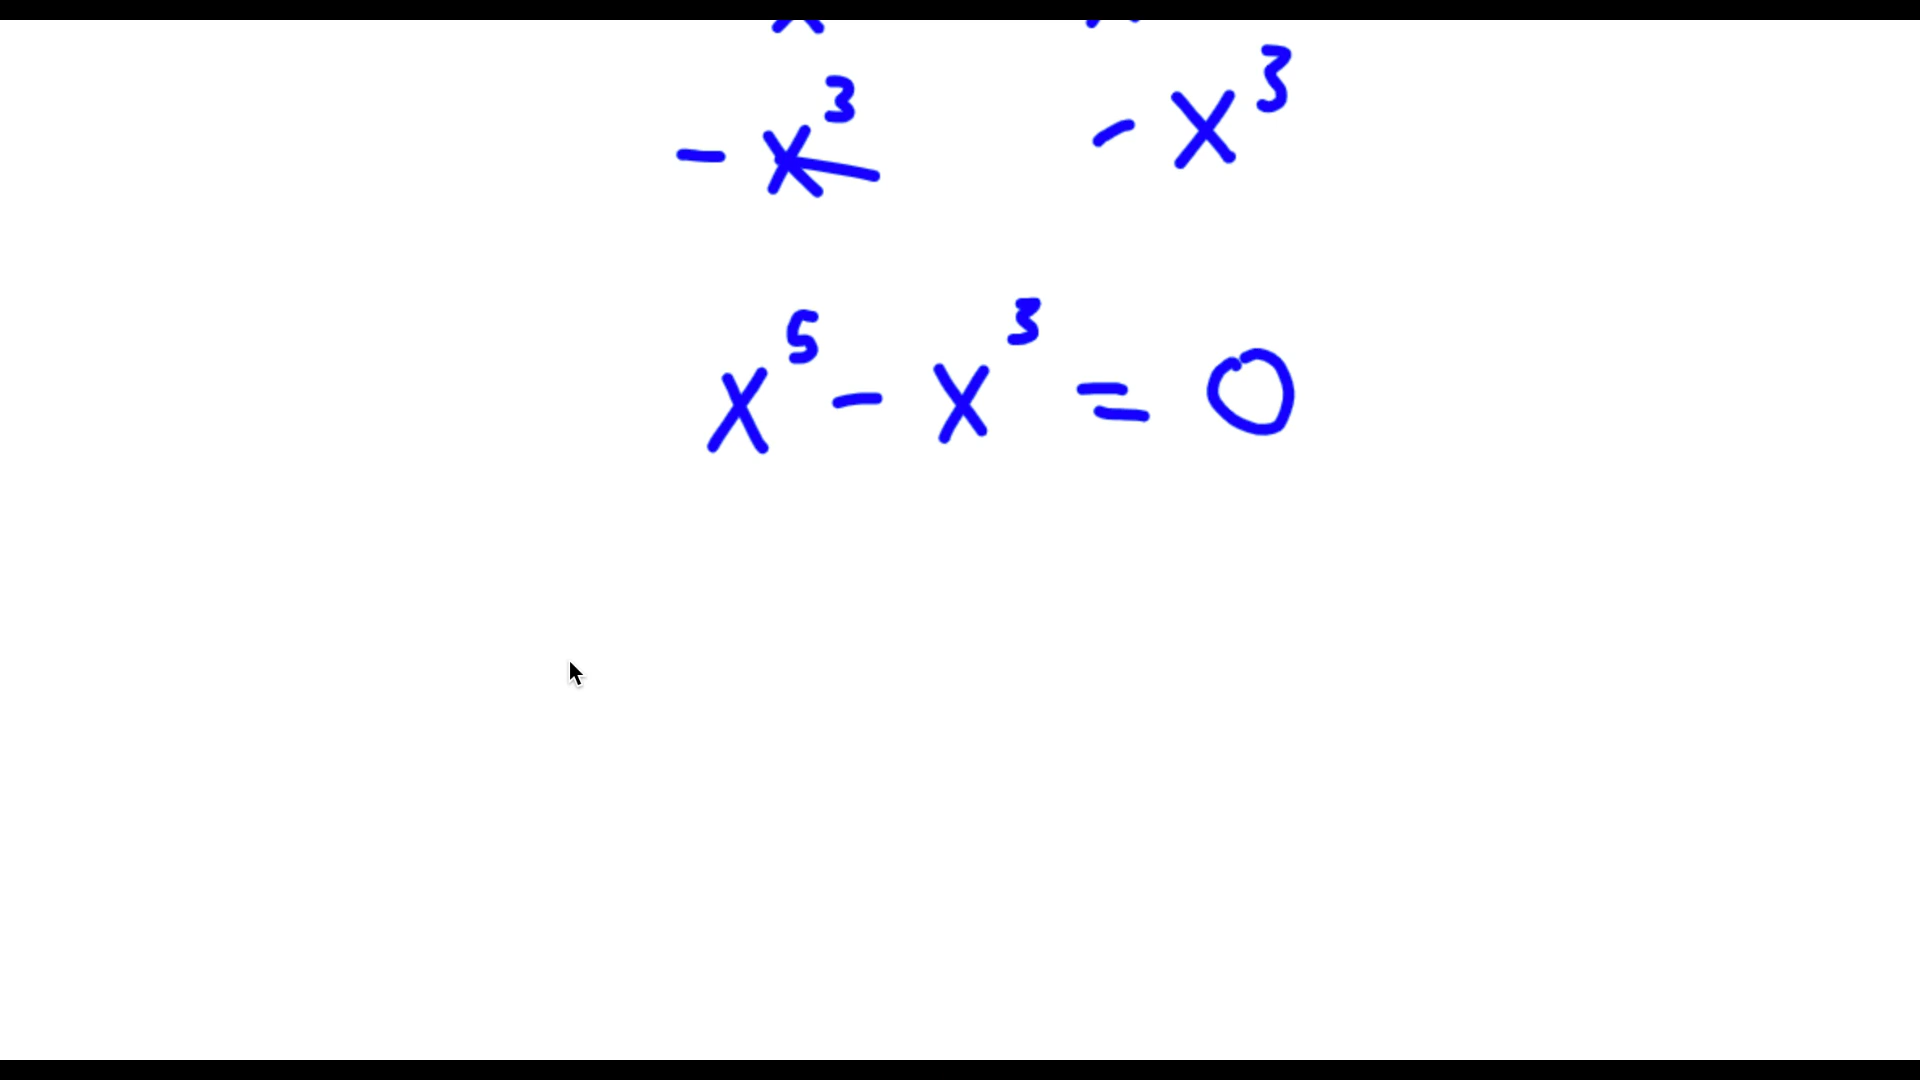 - x³ - x³
x⁵ - x³ = 0